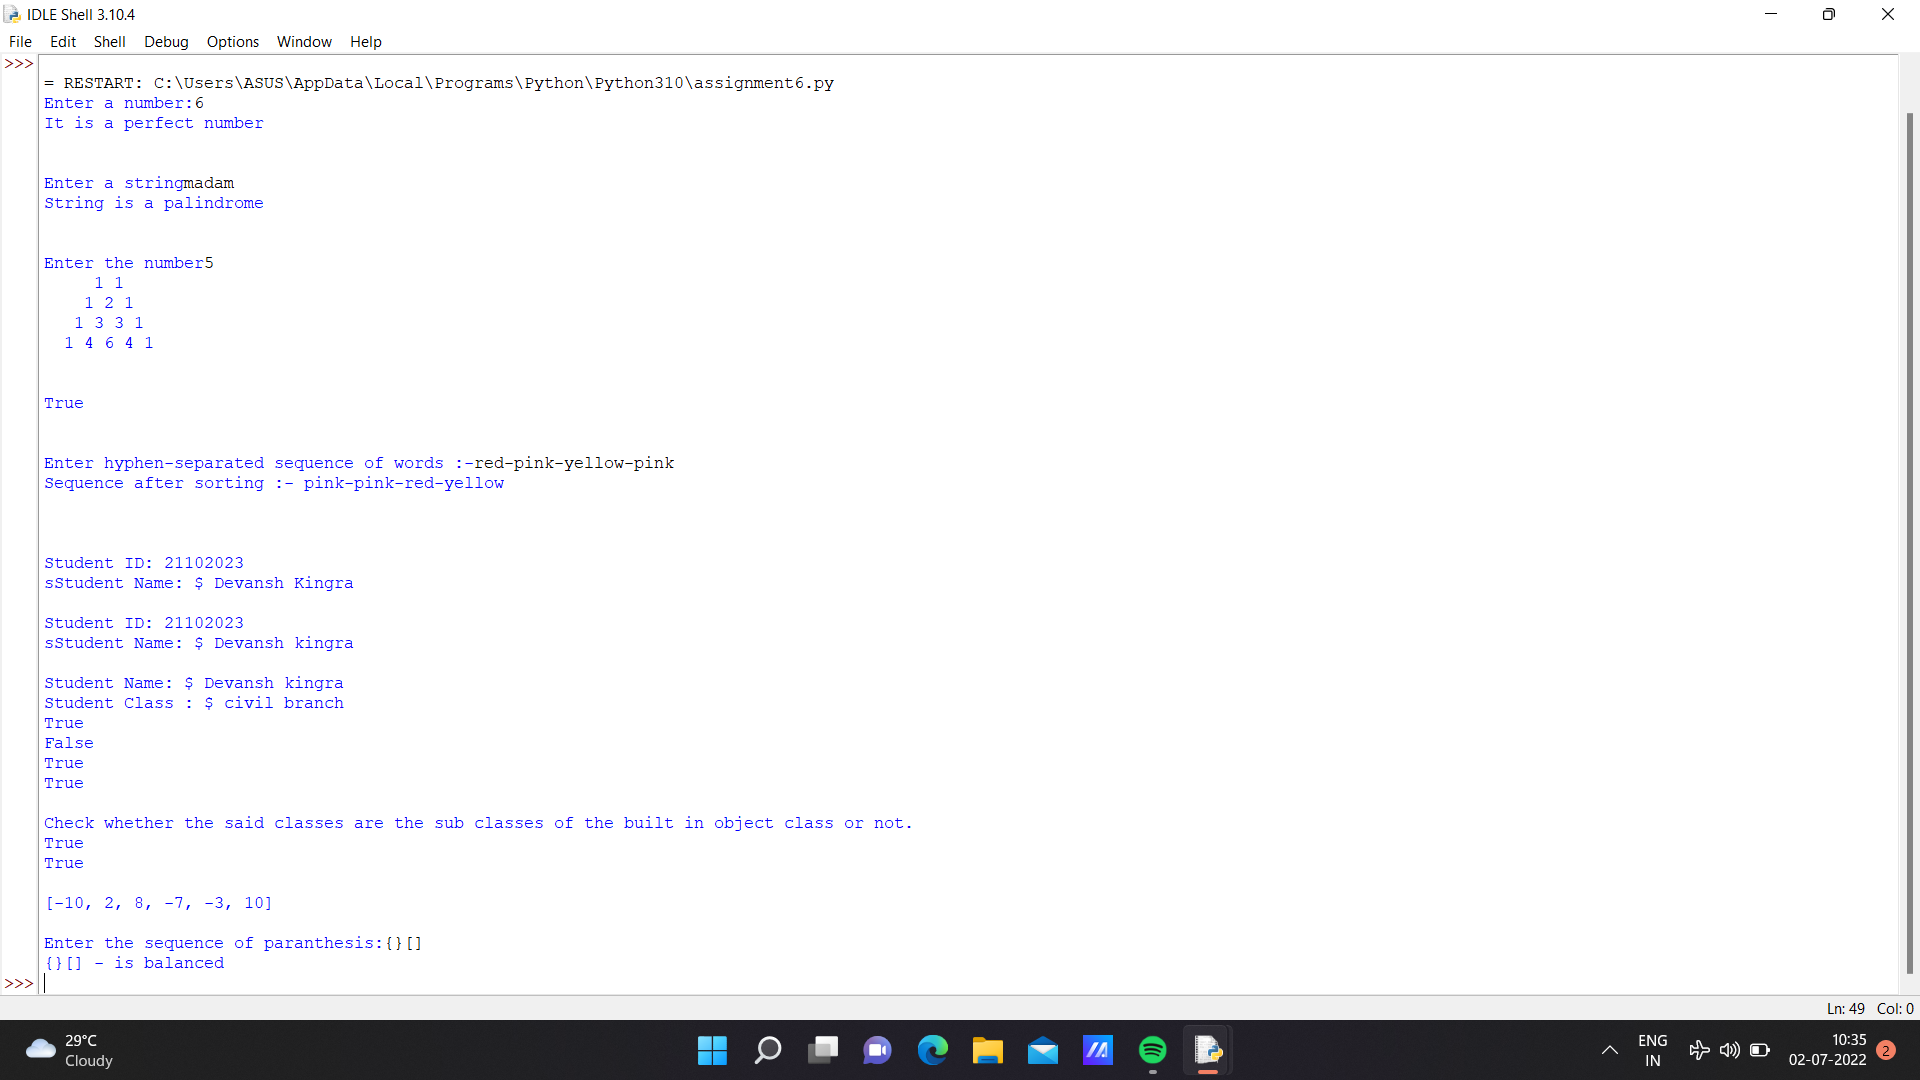 IDLE Shell 3.10.4
File Edit Shell Debug Options Window Help
>>>
= RESTART: C:\Users\ASUS\AppData\Local\Programs\Python\Python310\assignment6.py
Enter a number:6
It is a perfect number
Enter a stringmadam
String is a palindrome
Enter the number5
1 1
1 2 1
1 3 3 1
1 4 6 4 1
True
Enter hyphen-separated sequence of words :-red-pink-yellow-pink
Sequence after sorting :- pink-pink-red-yellow
Student ID: 21102023
sStudent Name: $ Devansh Kingra
Student ID: 21102023
sStudent Name: $ Devansh kingra
Student Name: $ Devansh kingra
Student Class : $ civil branch
True
False
True
True
Check whether the said classes are the sub classes of the built in object class or not.
True
True
[-10, 2, 8, -7, -3, 10]
Enter the sequence of paranthesis:{}[]
{}[] - is balanced
>>>
Ln: 49 Col: 0
29°C
Cloudy
ENG
IN
10:35
02-07-2022
2